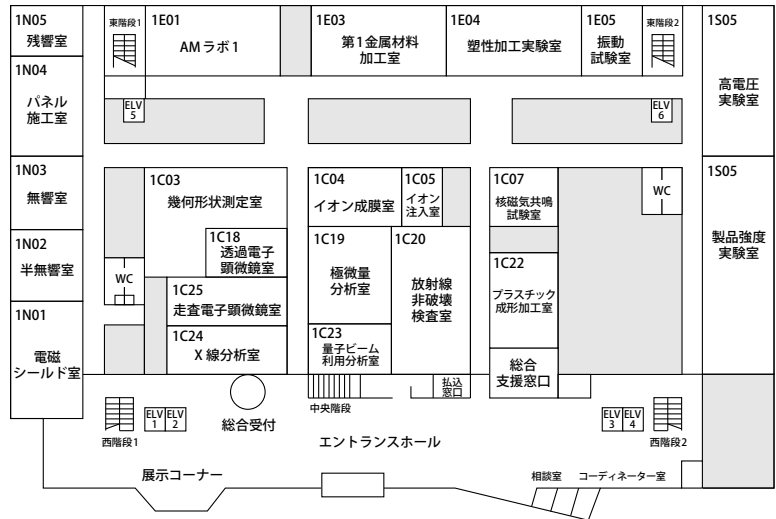 1N05
残響室
東階段1
1E01
AMラボ1
1E03
第1金属材料
加工室
1E04
塑性加工実験室
1E05
振動
試験室
東階段2
1S05
高電圧
実験室
1N04
パネル
施工室
ELV
5
ELV
6
1N03
無響室
1C03
幾何形状測定室
1C04
イオン成膜室
1C05
イオン
注入室
1C07
核磁気共鳴
試験室
WC
1S05
製品強度
実験室
1N02
半無響室
WC
1C18
透過電子
顕微鏡室
1C19
極微量
分析室
1C20
放射線
非破壊
検査室
1C22
プラスチック
成形加工室
1C25
走査電子顕微鏡室
1N01
電磁
シールド室
1C24
X線分析室
1C23
量子ビーム
利用分析室
総合
支援窓口
払込
窓口
中央階段
西階段1
ELV
1
ELV
2
総合受付
エントランスホール
ELV
3
ELV
4
西階段2
展示コーナー
相談室
コーディネーター室